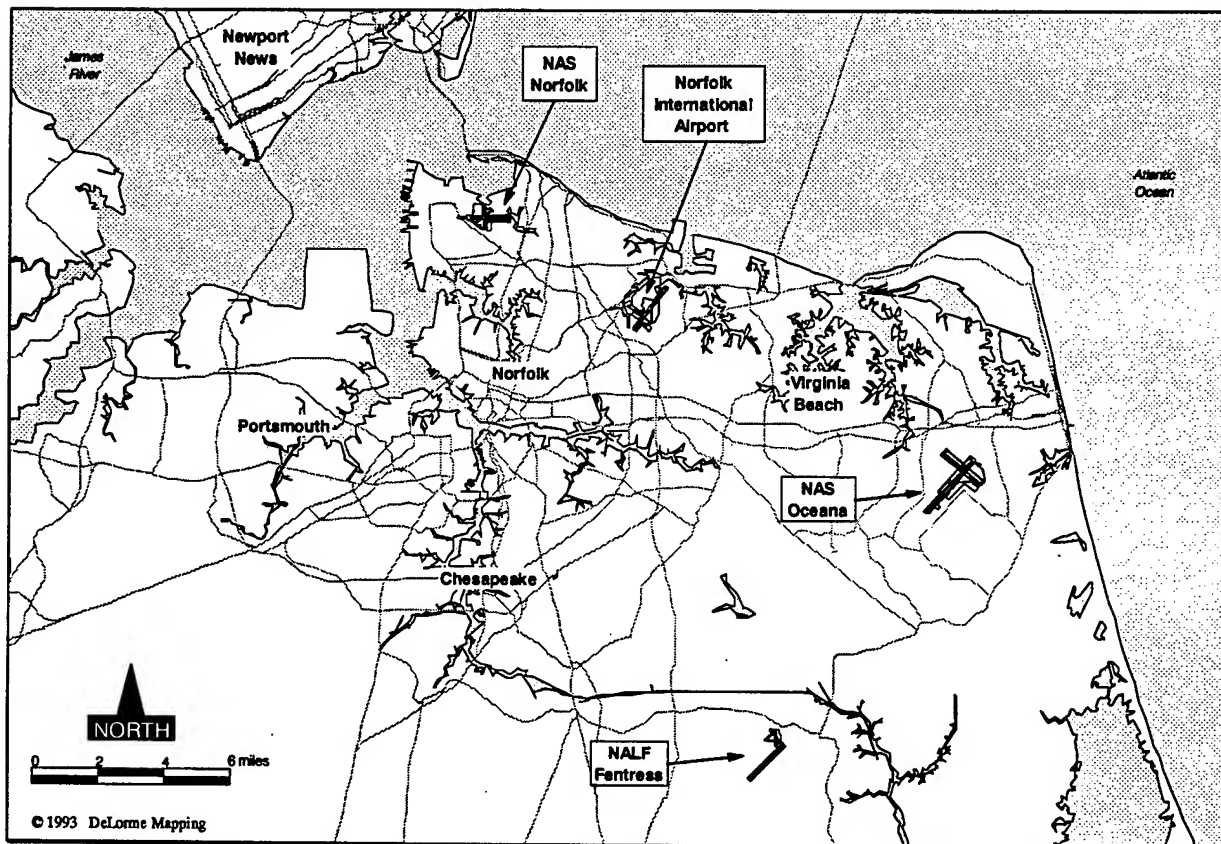 Newport
News
James
River
NAS
Norfolk
Norfolk
International
Airport
Atlantic
Ocean
Norfolk
Virginia
Beach
Portsmouth
NAS
Oceana
Chesapeake
NORTH
NALF
Fentress
0 2 4 6 miles
© 1993 DeLorme Mapping